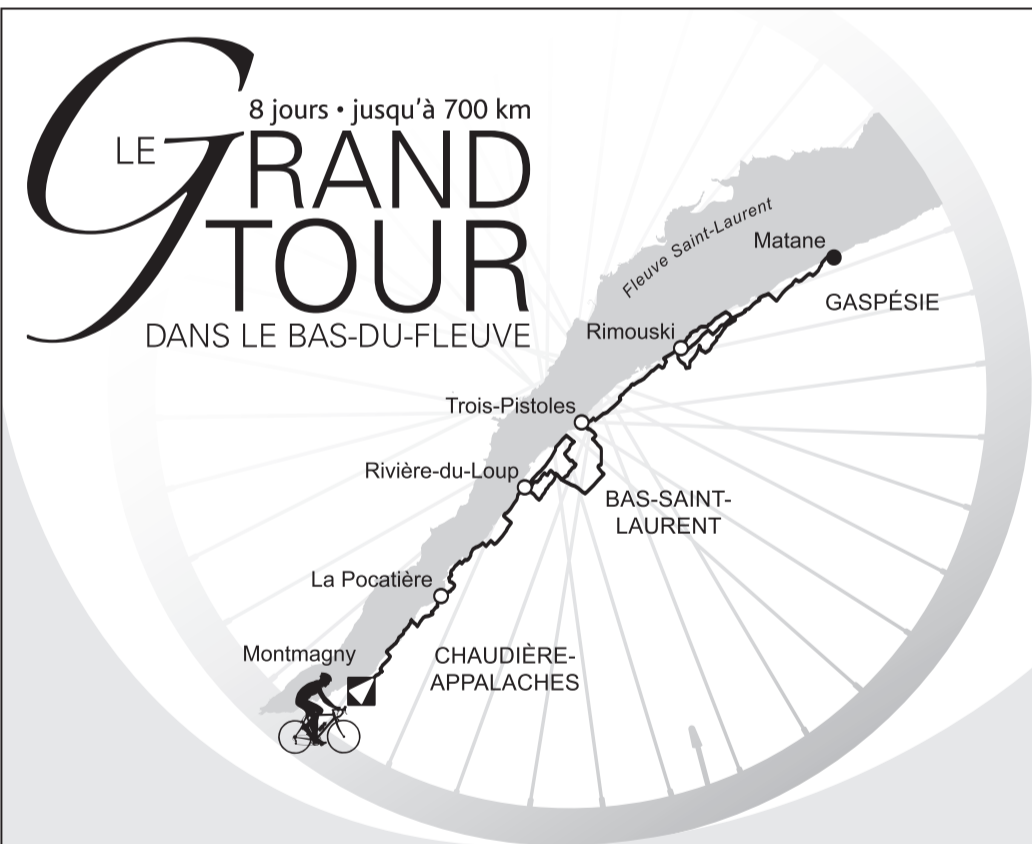 8 jours • jusqu'à 700 km
LE GRAND
TOUR
DANS LE BAS-DU-FLEUVE
Fleuve Saint-Laurent
Matane
GASPÉSIE
Rimouski
Trois-Pistoles
Rivière-du-Loup
BAS-SAINT-
LAURENT
La Pocatière
Montmagny
CHAUDIÈRE-
APPALACHES